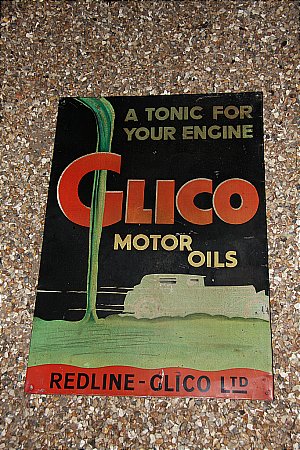 A TONIC FOR
YOUR ENGINE
GLICO
MOTOR
OILS
REDLINE-GLICO LTD